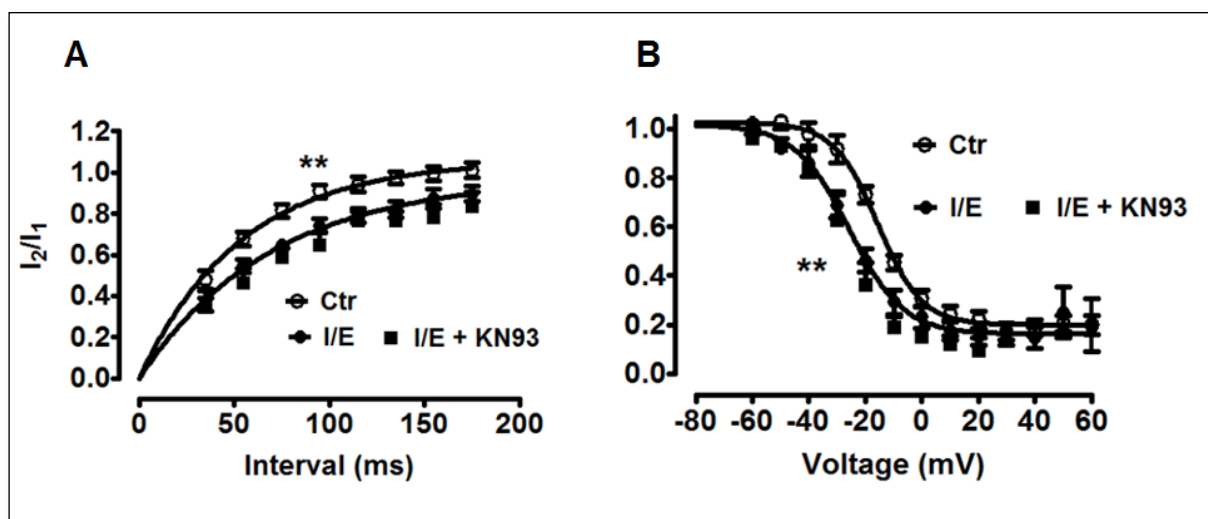 A
1.2
1.0
0.8
0.6
0.4
0.2
0.0
I2/I1
**
Ctr
I/E
I/E + KN93
0
50
100
150
200
Interval (ms)
B
1.0
0.8
0.6
0.4
0.2
0.0
Ctr
I/E
I/E + KN93
**
-80
-60
-40
-20
0
20
40
60
Voltage (mV)